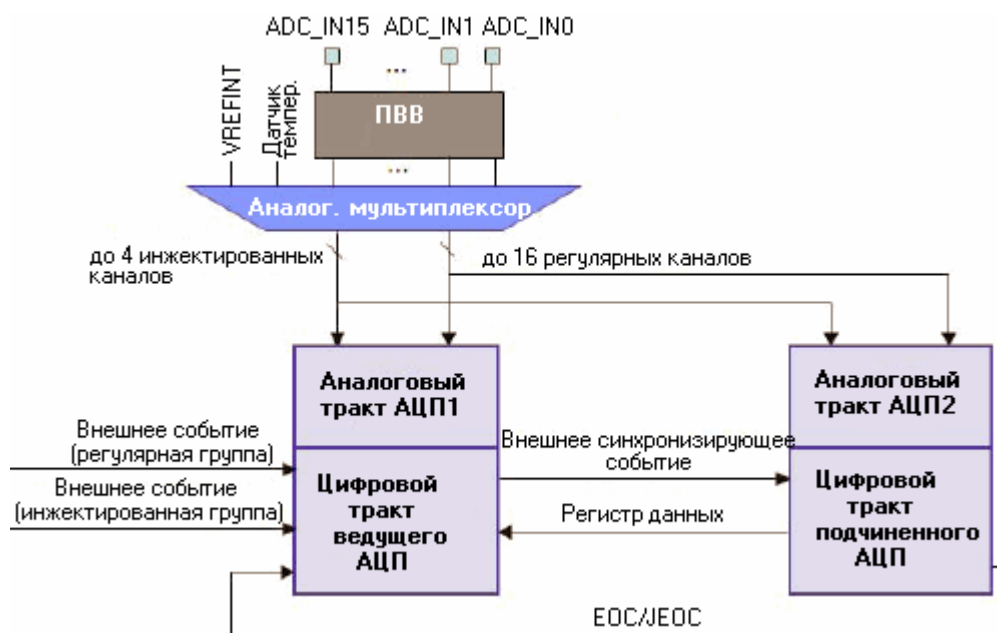 ADC_IN15 ADC_IN1 ADC_IN0
...
VREFINT
Датчик
темпер.
ПВВ
...
Аналог. мультиплексор
до 4 инжектированных
каналов
до 16 регулярных каналов
Аналоговый
тракт АЦП1
Аналоговый
тракт АЦП2
Внешнее событие
(регулярная группа)
Внешнее событие
(инжектированная группа)
Цифровой
тракт
ведущего
АЦП
Внешнее синхронизирующее
событие
Регистр данных
Цифровой
тракт
подчиненного
АЦП
EOC/JEOC